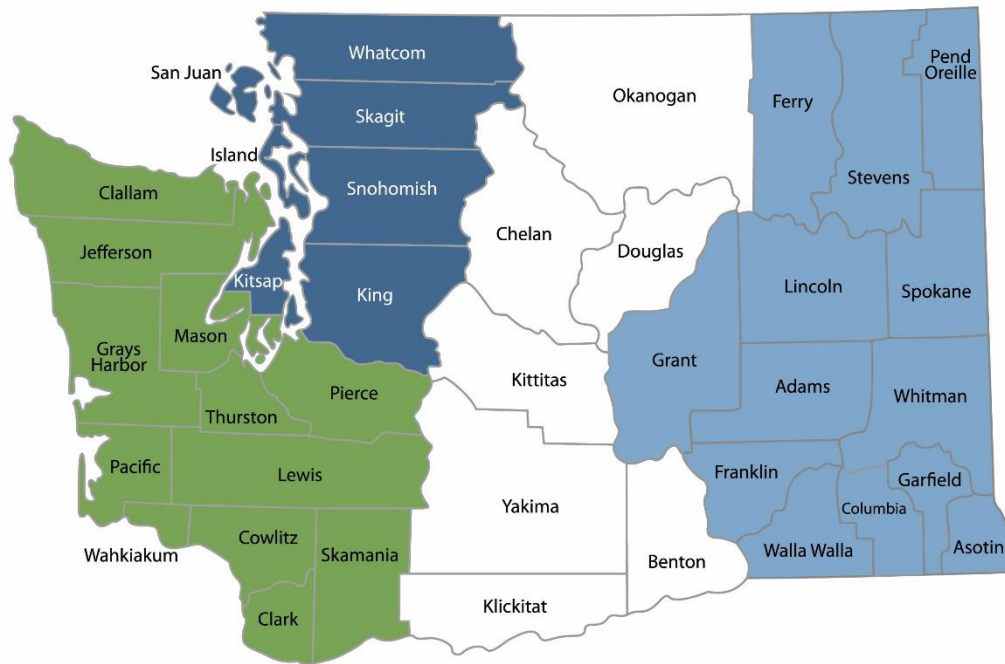 Whatcom
San Juan
Pend
Oreille
Okanogan
Ferry
Skagit
Island
Stevens
Clallam
Snohomish
Chelan
Douglas
Jefferson
Kitsap
King
Lincoln
Spokane
Mason
Grays
Harbor
Grant
Kittitas
Adams
Pierce
Whitman
Thurston
Pacific
Lewis
Franklin
Garfield
Yakima
Columbia
Cowlitz
Wahkiakum
Skamania
Walla Walla
Asotin
Benton
Klickitat
Clark